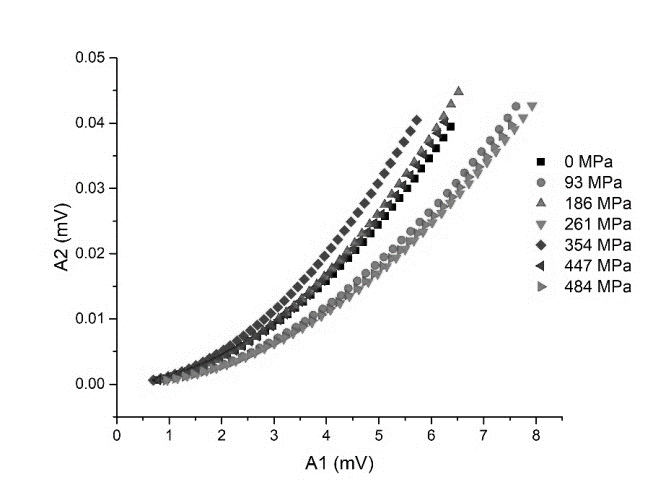 0.05
0.04
0.03
0.02
0.01
0.00
A2 (mV)
0 1 2 3 4 5 6 7 8
A1 (mV)
0 MPa
93 MPa
186 MPa
261 MPa
354 MPa
447 MPa
484 MPa